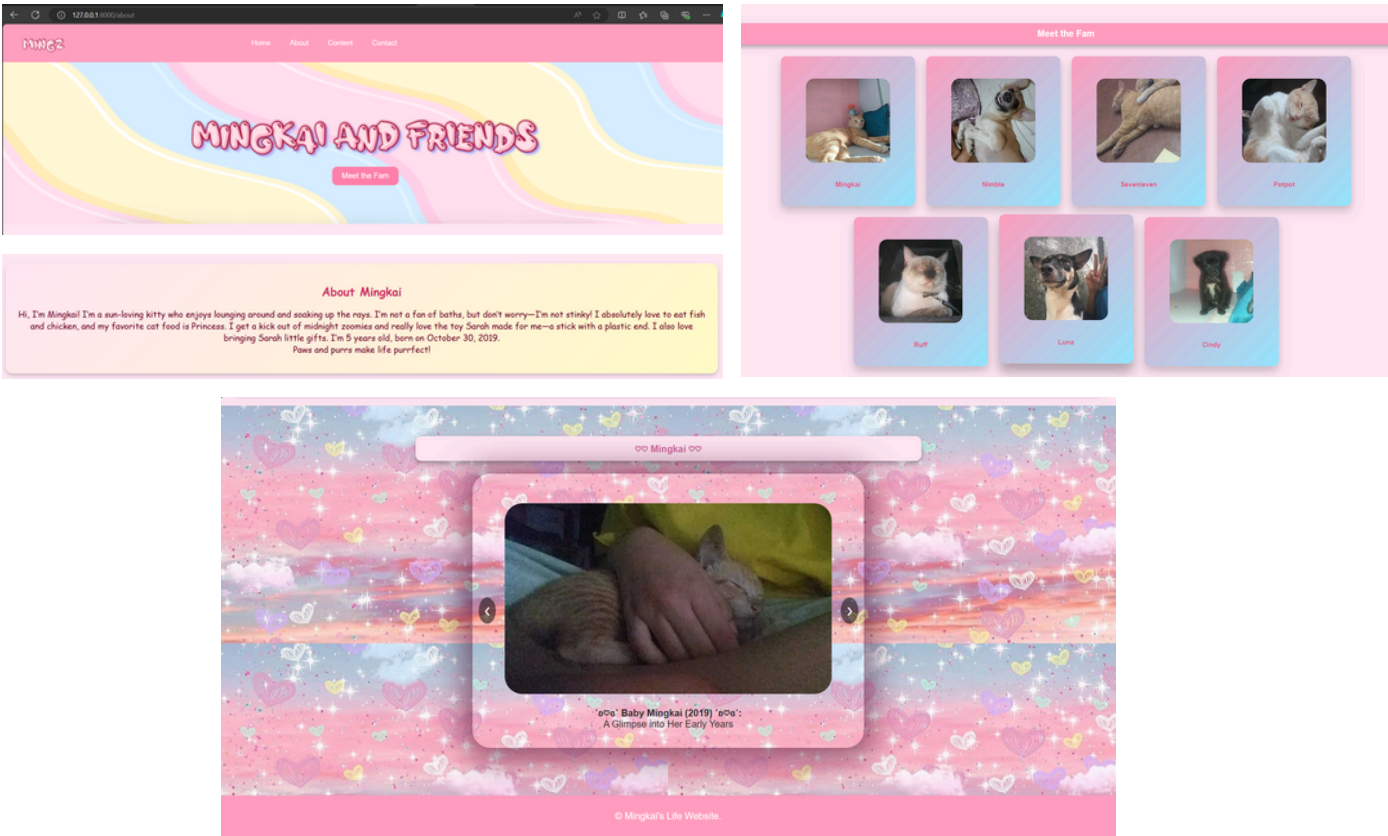 127.0.0.1:8000/about
MINGZ
Home About Content Contact
MINGKAI AND FRIENDS
Meet the Fam
About Mingkai
Hi, I'm Mingkai! I'm a sun-loving kitty who enjoys lounging around and soaking up the rays. I'm not a fan of baths, but don't worry—I'm not stinky! I absolutely love to eat fish
and chicken, and my favorite cat food is Princess. I get a kick out of midnight zoomies and really love the toy Sarah made for me—a stick with a plastic end. I also love
bringing Sarah little gifts. I'm 5 years old, born on October 30, 2019.
Paws and purrs make life purrfect!
Meet the Fam
Mingkai Nimble Sevenleven Potpot
Ruff Luna Cindy
♡♡ Mingkai ♡♡
˚ʚ♡ɞ˚ Baby Mingkai (2019) ˚ʚ♡ɞ˚:
A Glimpse into Her Early Years
© Mingkai's Life Website.